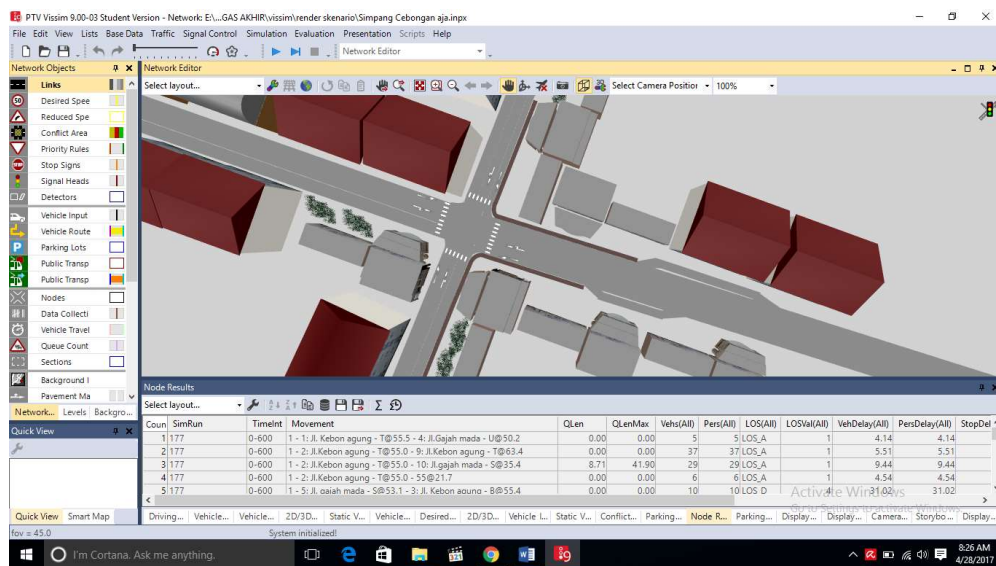 PTV Vissim 9.00-03 Student Version - Network: E:\...GAS AKHIR\vissim\render skenario\Simpang Cebongan aja.inpx
File Edit View Lists Base Data Traffic Signal Control Simulation Evaluation Presentation Scripts Help
Network Editor
Network Objects
Network Editor
Select layout...
Select Camera Position 100%
Links
Desired Spee
Reduced Spe
Conflict Area
Priority Rules
Stop Signs
Signal Heads
Detectors
Vehicle Input
Vehicle Route
Parking Lots
Public Transp
Public Transp
Nodes
Data Collecti
Vehicle Travel
Queue Count
Sections
Background I
Pavement Ma
Network... Levels Backgro...
Quick View
Quick View Smart Map
Node Results
Select layout...
Coun SimRun TimeInt Movement QLen QLenMax Vehs(All) Pers(All) LOS(All) LOSVal(All) VehDelay(All) PersDelay(All) StopDel
1 177 0-600 1 - 1: Jl. Kebon agung - T@55.5 - 4: Jl.Gajah mada - U@50.2 0.00 0.00 5 5 LOS_A 1 4.14 4.14
2 177 0-600 1 - 2: Jl.Kebon agung - T@55.0 - 9: Jl.Kebon agung - T@63.4 0.00 0.00 37 37 LOS_A 1 5.51 5.51
3 177 0-600 1 - 2: Jl.Kebon agung - T@55.0 - 10: Jl.gajah mada - S@35.4 8.71 41.90 29 29 LOS_A 1 9.44 9.44
4 177 0-600 1 - 2: Jl.Kebon agung - T@55.0 - 55@21.7 0.00 0.00 6 6 LOS_A 1 4.54 4.54
5 177 0-600 1 - 5: Jl. gajah mada - S@53.1 - 3: Jl. Kebon agung - B@55.4 0.00 0.00 10 10 LOS_D 4 31.02 31.02
Activate Windows
Go to Settings to activate Windows.
Driving... Vehicle... Vehicle... 2D/3D... Static V... Vehicle... Desired... 2D/3D... Vehicle I... Static V... Conflict... Parking... Node R... Parking... Display... Display... Camera... Storybo... Display...
fov = 45.0 System initialized!
I'm Cortana. Ask me anything.
8:26 AM
4/28/2017